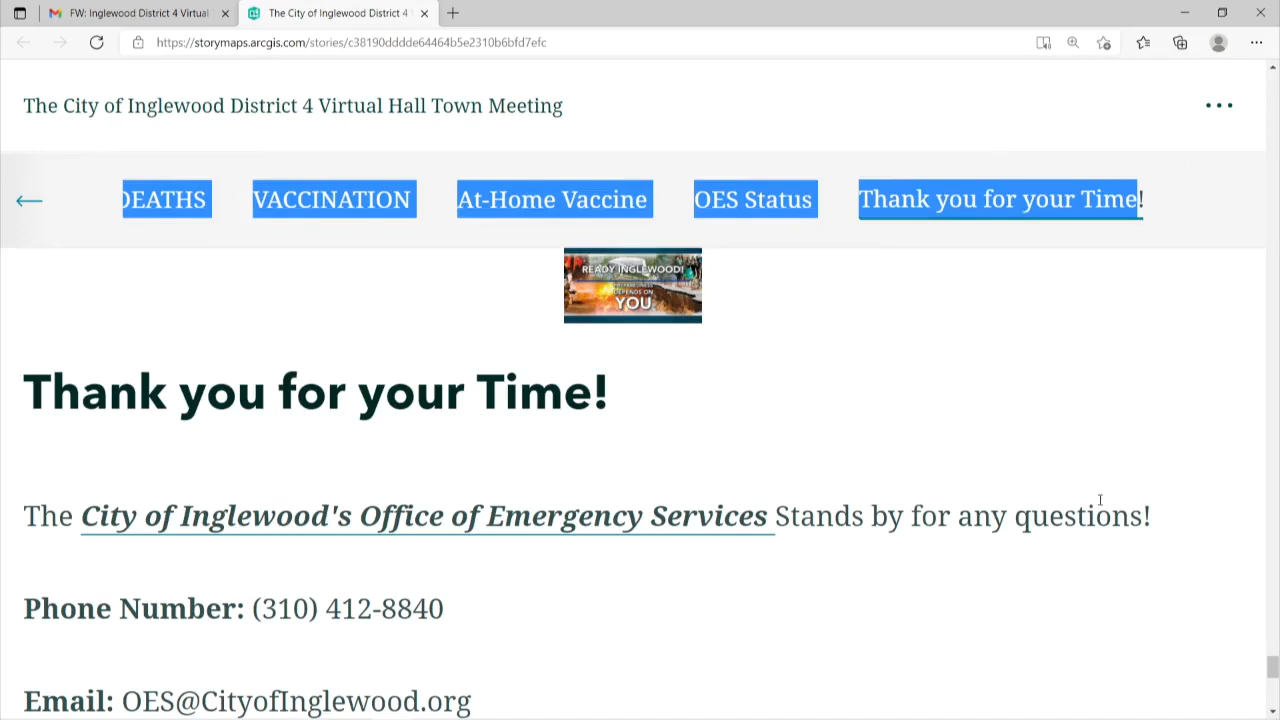 FW: Inglewood District 4 Virtual
The City of Inglewood District 4
https://storymaps.arcgis.com/stories/c38190dddde64464b5e2310b6bfd7efc
The City of Inglewood District 4 Virtual Hall Town Meeting
DEATHS VACCINATION At-Home Vaccine OES Status Thank you for your Time!
READY INGLEWOOD!
DEPENDS ON
YOU
Thank you for your Time!
The City of Inglewood's Office of Emergency Services Stands by for any questions!
Phone Number: (310) 412-8840
Email: OES@CityofInglewood.org